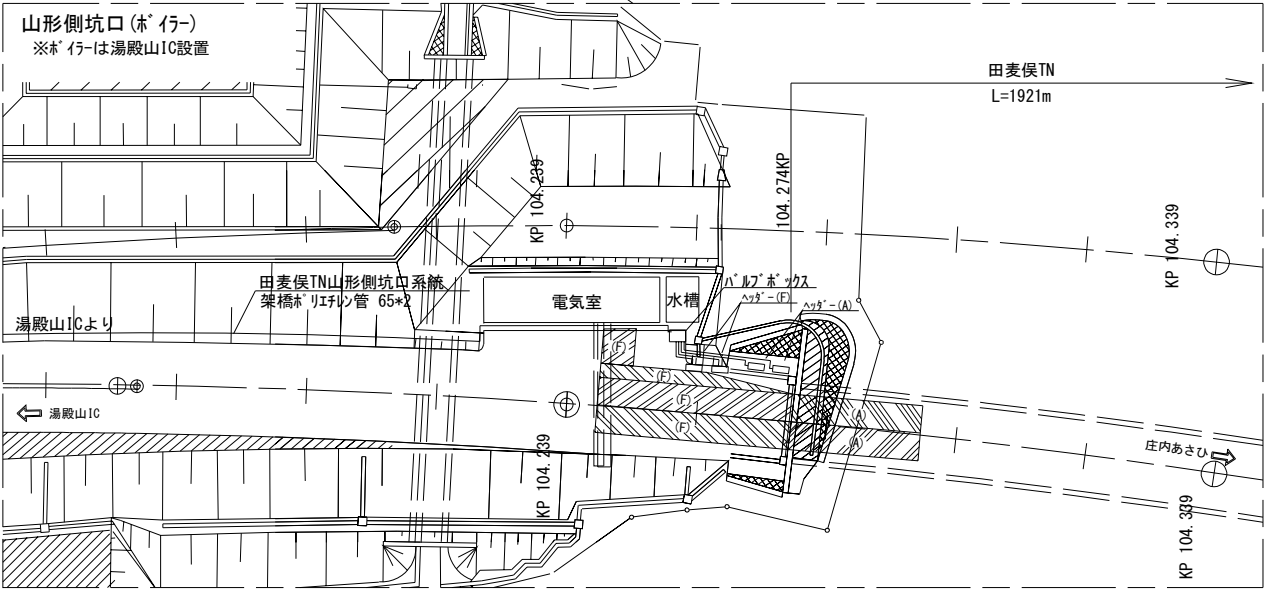 山形側坑口(ﾎﾞｲﾗｰ)
※ﾎﾞｲﾗｰは湯殿山IC設置
田麦俣TN
L=1921m
KP 104.239
104.274KP
KP 104.339
田麦俣TN山形側坑口系統
架橋ﾎﾟﾘｴﾁﾚﾝ管 65*2
電気室
水槽
ﾊﾞﾙﾌﾞﾎﾞｯｸｽ
ﾍｯﾀﾞｰ(F)
ﾍｯﾀﾞｰ(A)
湯殿山ICより
(F)
(F)
(F)
(F)
(A)
(A)
湯殿山IC
庄内あさひ
KP 104.239
KP 104.339